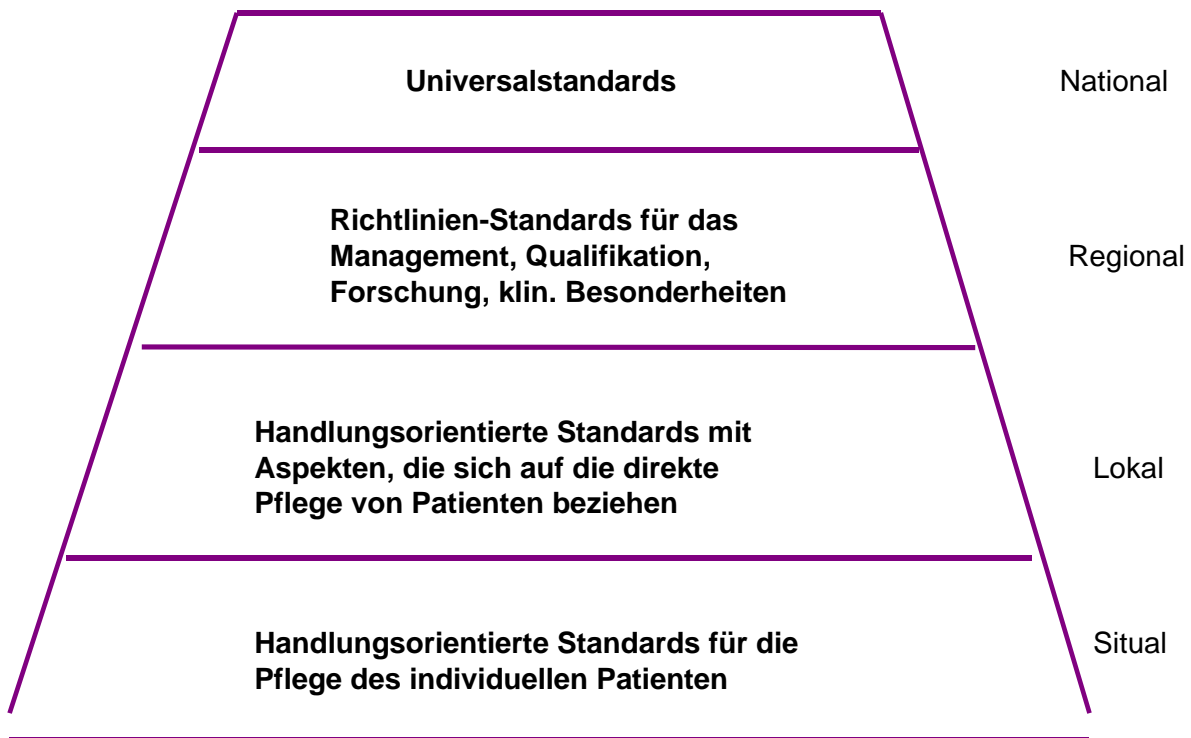 Universalstandards
National
Richtlinien-Standards für das
Management, Qualifikation,
Forschung, klin. Besonderheiten
Regional
Handlungsorientierte Standards mit
Aspekten, die sich auf die direkte
Pflege von Patienten beziehen
Lokal
Handlungsorientierte Standards für die
Pflege des individuellen Patienten
Situal